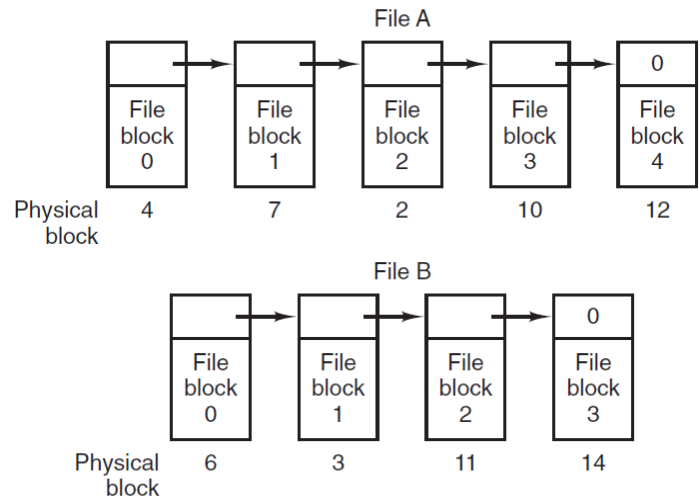 File A
0
File File File File File
block block block block block
0 1 2 3 4
Physical 4 7 2 10 12
block
File B
0
File File File File
block block block block
0 1 2 3
Physical 6 3 11 14
block